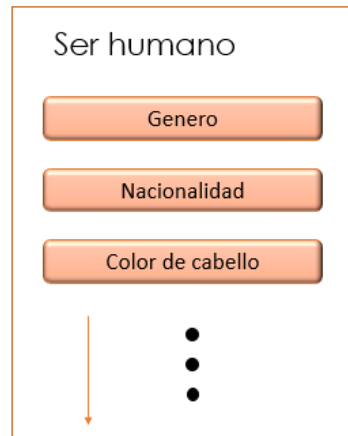 Ser humano
Genero
Nacionalidad
Color de cabello